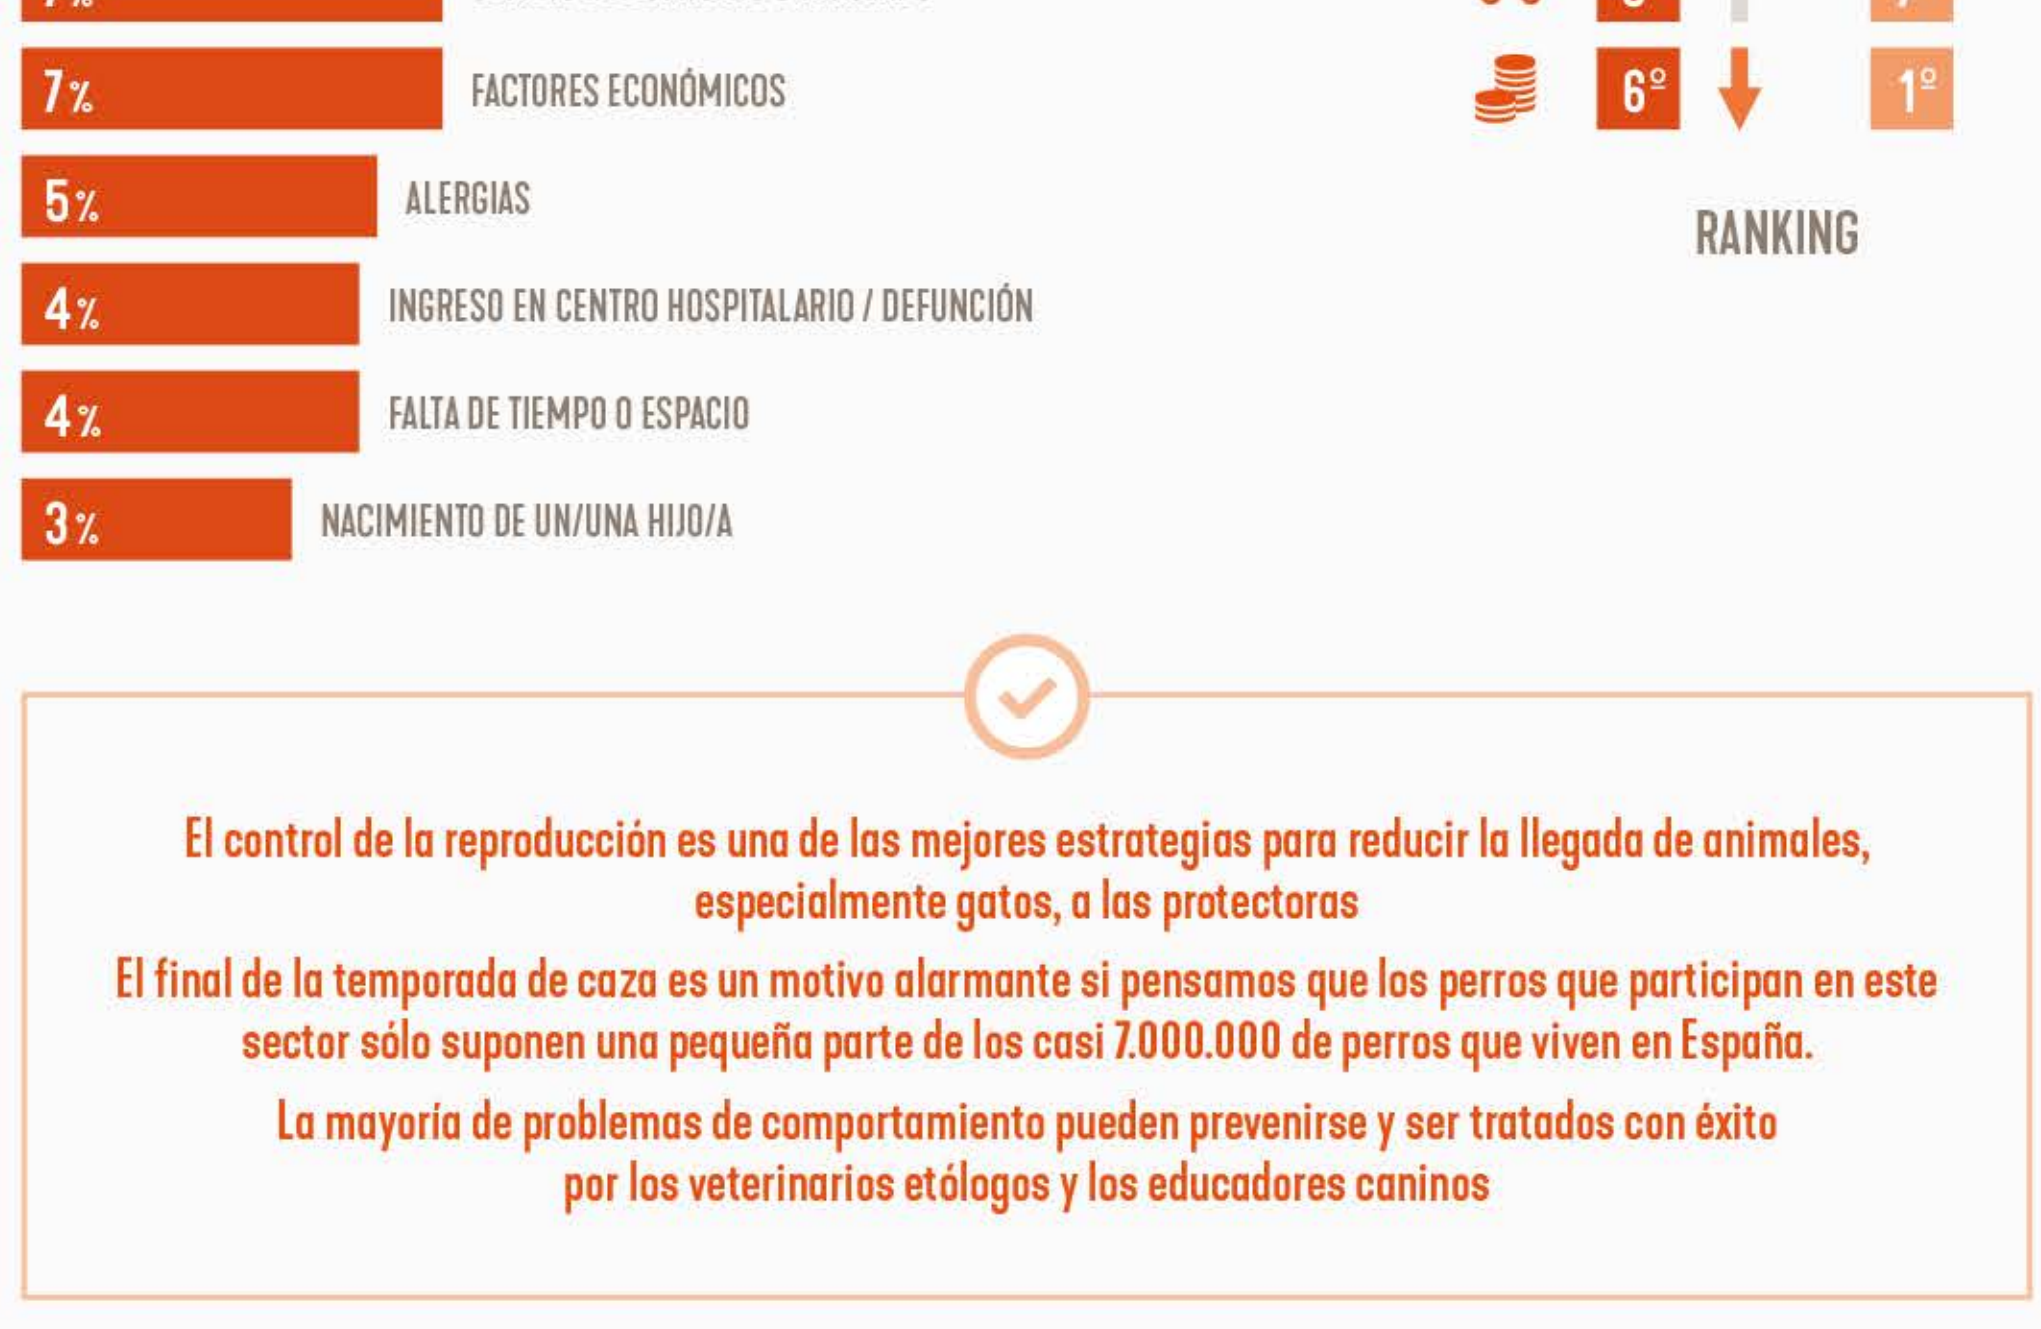 7%
7% FACTORES ECONÓMICOS 6º 1º
5% ALERGIAS
RANKING
4% INGRESO EN CENTRO HOSPITALARIO / DEFUNCIÓN
4% FALTA DE TIEMPO O ESPACIO
3% NACIMIENTO DE UN/UNA HIJO/A
El control de la reproducción es una de las mejores estrategias para reducir la llegada de animales,
especialmente gatos, a las protectoras
El final de la temporada de caza es un motivo alarmante si pensamos que los perros que participan en este
sector sólo suponen una pequeña parte de los casi 7.000.000 de perros que viven en España.
La mayoría de problemas de comportamiento pueden prevenirse y ser tratados con éxito
por los veterinarios etólogos y los educadores caninos